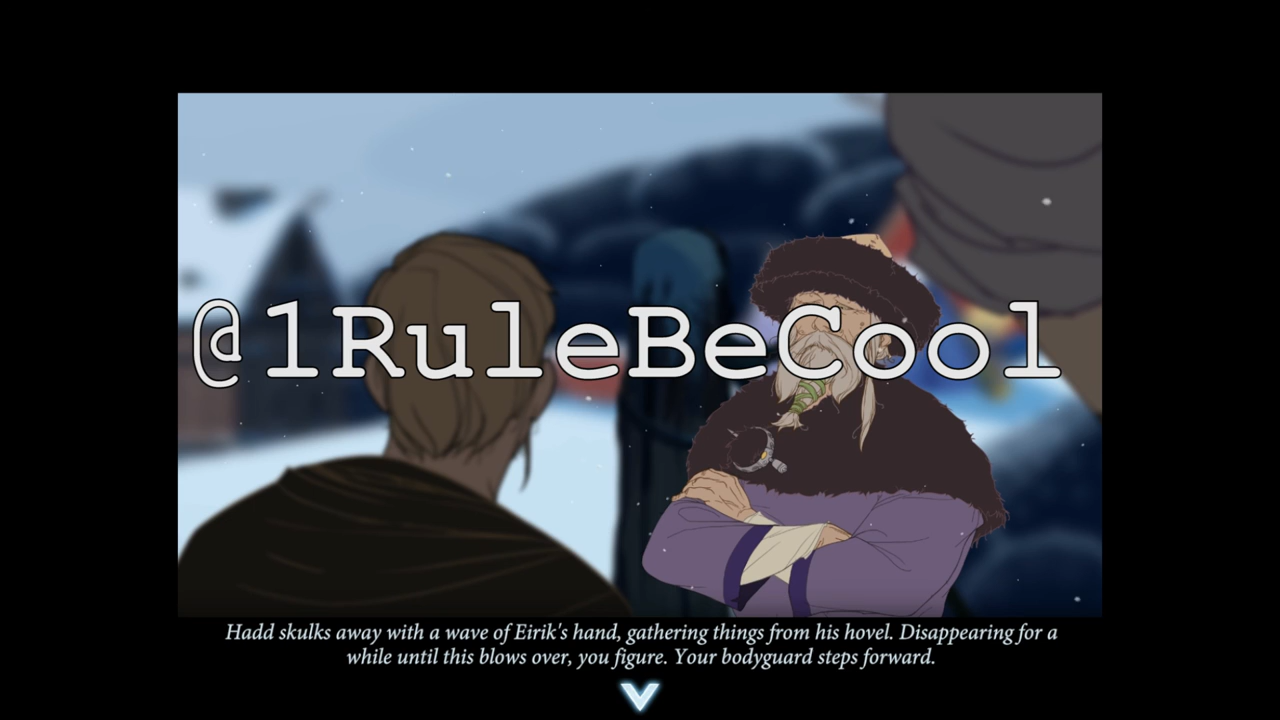 @1RuleBeCool
Hadd skulks away with a wave of Eirik's hand, gathering things from his hovel. Disappearing for a
while until this blows over, you figure. Your bodyguard steps forward.